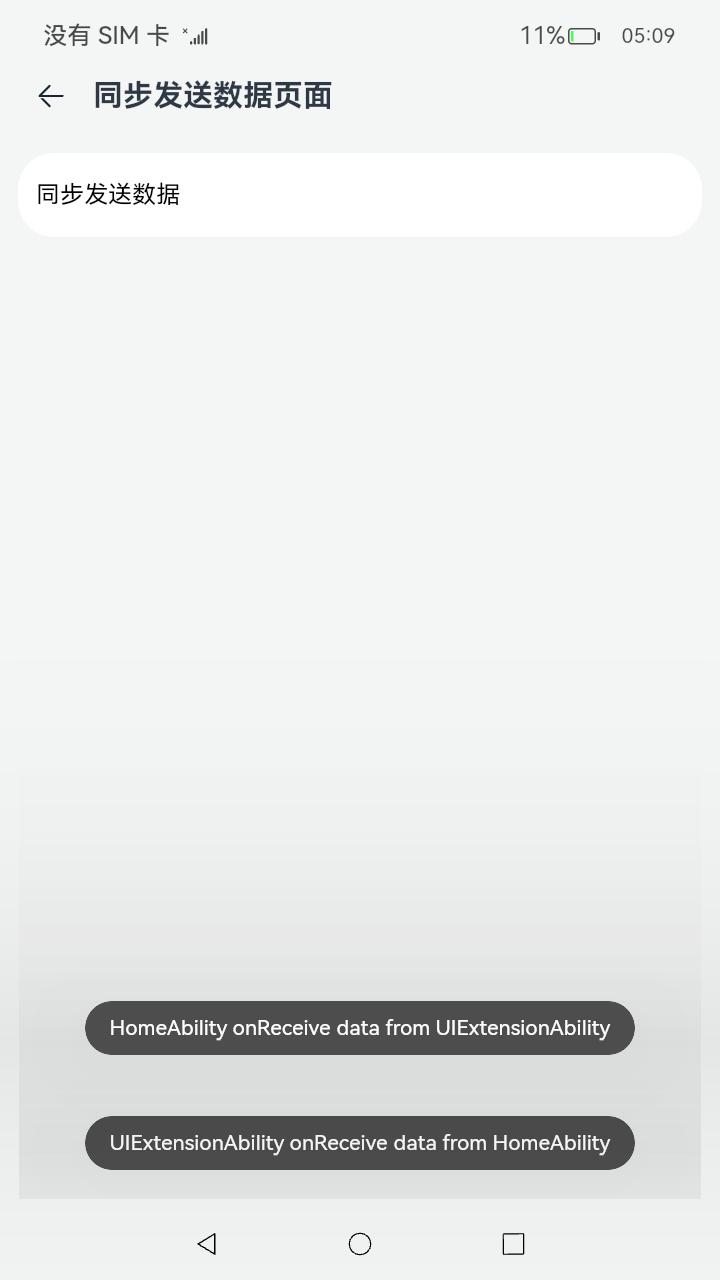 没有 SIM 卡
11%
05:09
同步发送数据页面
同步发送数据
HomeAbility onReceive data from UIExtensionAbility
UIExtensionAbility onReceive data from HomeAbility